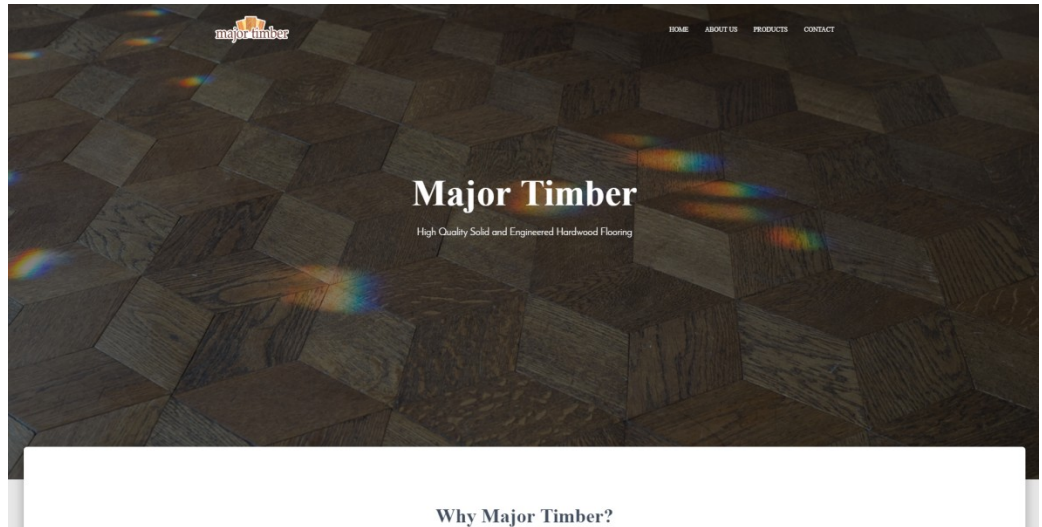 major timber
HOME ABOUT US PRODUCTS CONTACT
Major Timber
High Quality Solid and Engineered Hardwood Flooring
Why Major Timber?